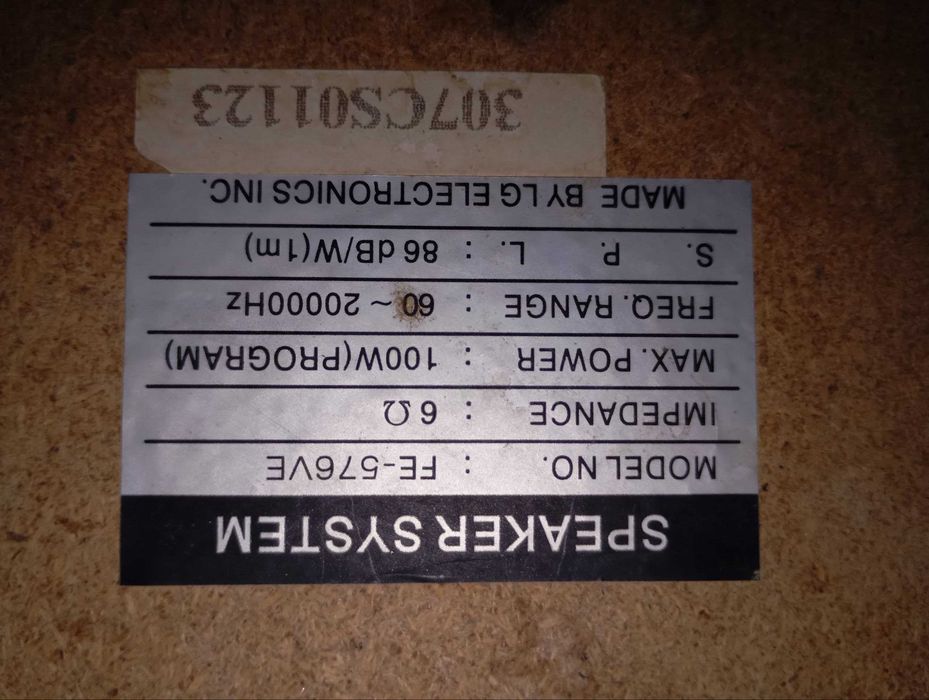 SPEAKER SYSTEM
MODEL NO. : FE-576VE
IMPEDANCE : 6 Ω
MAX. POWER : 100W(PROGRAM)
FREQ. RANGE : 60 ~ 20000Hz
S. P. L. : 86 dB/W(1m)
MADE BY LG ELECTRONICS INC.
307CS01123